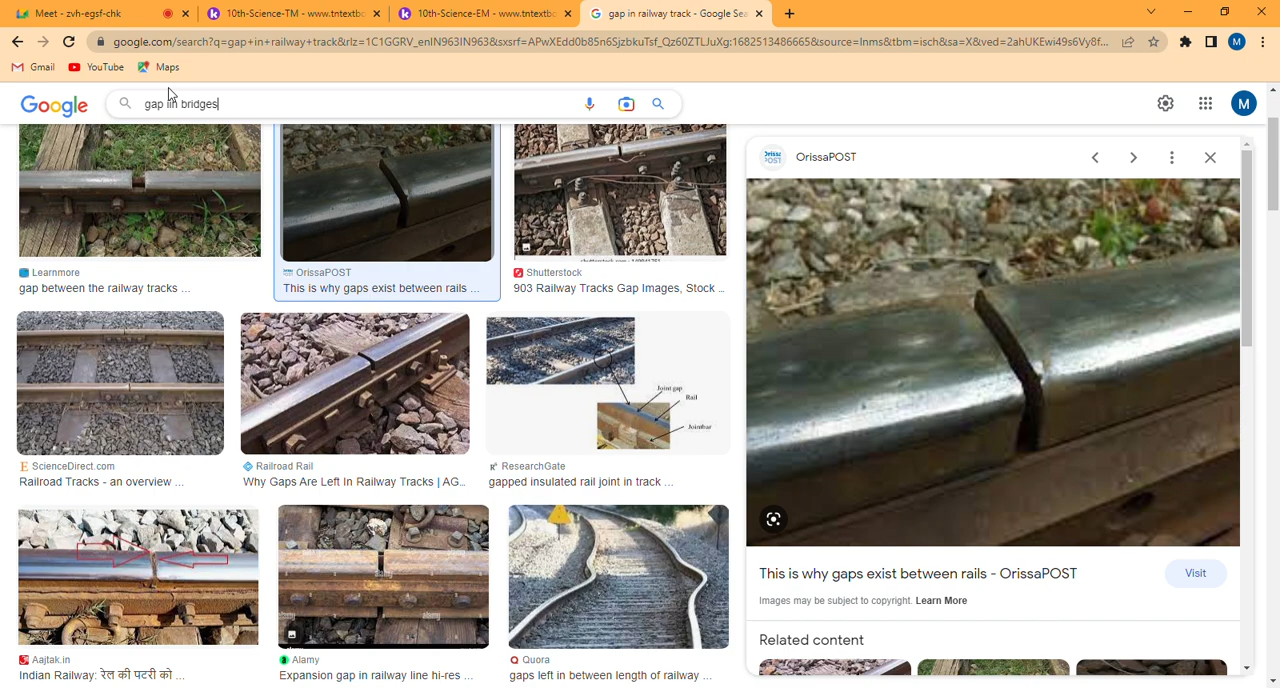 Meet - zvh-egsf-chk
10th-Science-TM - www.tntextbo
10th-Science-EM - www.tntextbo
gap in railway track - Google Sea
google.com/search?q=gap+in+railway+track&rlz=1C1GGRV_enIN963IN963&sxsrf=APwXEdd0b85n6SjzbkuTsf_Qz60ZTLJuXg:1682513486665&source=lnms&tbm=isch&sa=X&ved=2ahUKEwi49s6Vy8f...
M
Gmail
YouTube
Maps
Google
gap in bridges
M
Orissa POST
OrissaPOST
Learnmore
gap between the railway tracks ...
OrissaPOST
This is why gaps exist between rails ...
Shutterstock
903 Railway Tracks Gap Images, Stock ...
Joint gap
Rail
Jointbar
ScienceDirect.com
Railroad Tracks - an overview ...
Railroad Rail
Why Gaps Are Left In Railway Tracks | AG...
ResearchGate
gapped insulated rail joint in track ...
alamy
Aajtak.in
Indian Railway: रेल की पटरी को ...
Alamy
Expansion gap in railway line hi-res ...
Quora
gaps left in between length of railway ...
This is why gaps exist between rails - OrissaPOST
Visit
Images may be subject to copyright. Learn More
Related content